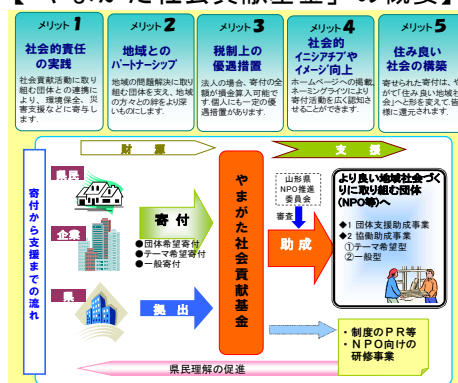 【「やまがた社会貢献基金」の概要】
メリット1
社会的責任
の実践
社会貢献活動に取り
組む団体との連携に
より、環境保全、災
害支援などに寄与し
ます。
メリット2
地域との
パートナーシップ
地域の問題解決に取り
組む団体を支え、地域
の方々との絆をより深
いものにします。
メリット3
税制上の
優遇措置
法人の場合、寄付の全
額が損金算入可能で
す。個人にも一定の優
遇措置があります。
メリット4
社会的
イニシアチブや
イメージ向上
ホームページへの掲載、
ネーミングライツにより
寄付活動を広く認知さ
せることができます。
メリット5
住み良い
社会の構築
寄せられた寄付は、や
がて「住み良い地域社
会」へと形を変えて、皆
様に還元されます。
寄付から支援までの流れ
財源
支援
県民
企業
県
寄付
●団体希望寄付
●テーマ希望寄付
●一般寄付
拠出
やまがた社会貢献基金
山形県
NPO推進
委員会
審査
助成
より良い地域社会づく
りに取り組む団体
(NPO等)へ
◆1 団体支援助成事業
◆2 協働助成事業
①テーマ希望型
②一般型
・制度のPR等
・NPO向けの
研修事業
県民理解の促進